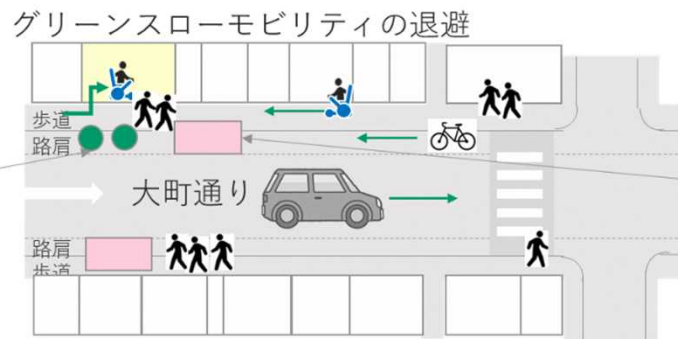 グリーンスローモビリティの退避
歩道
路肩
大町通り
路肩
歩道